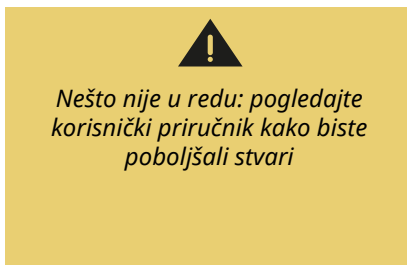 Nešto nije u redu: pogledajte
korisnički priručnik kako biste
poboljšali stvari